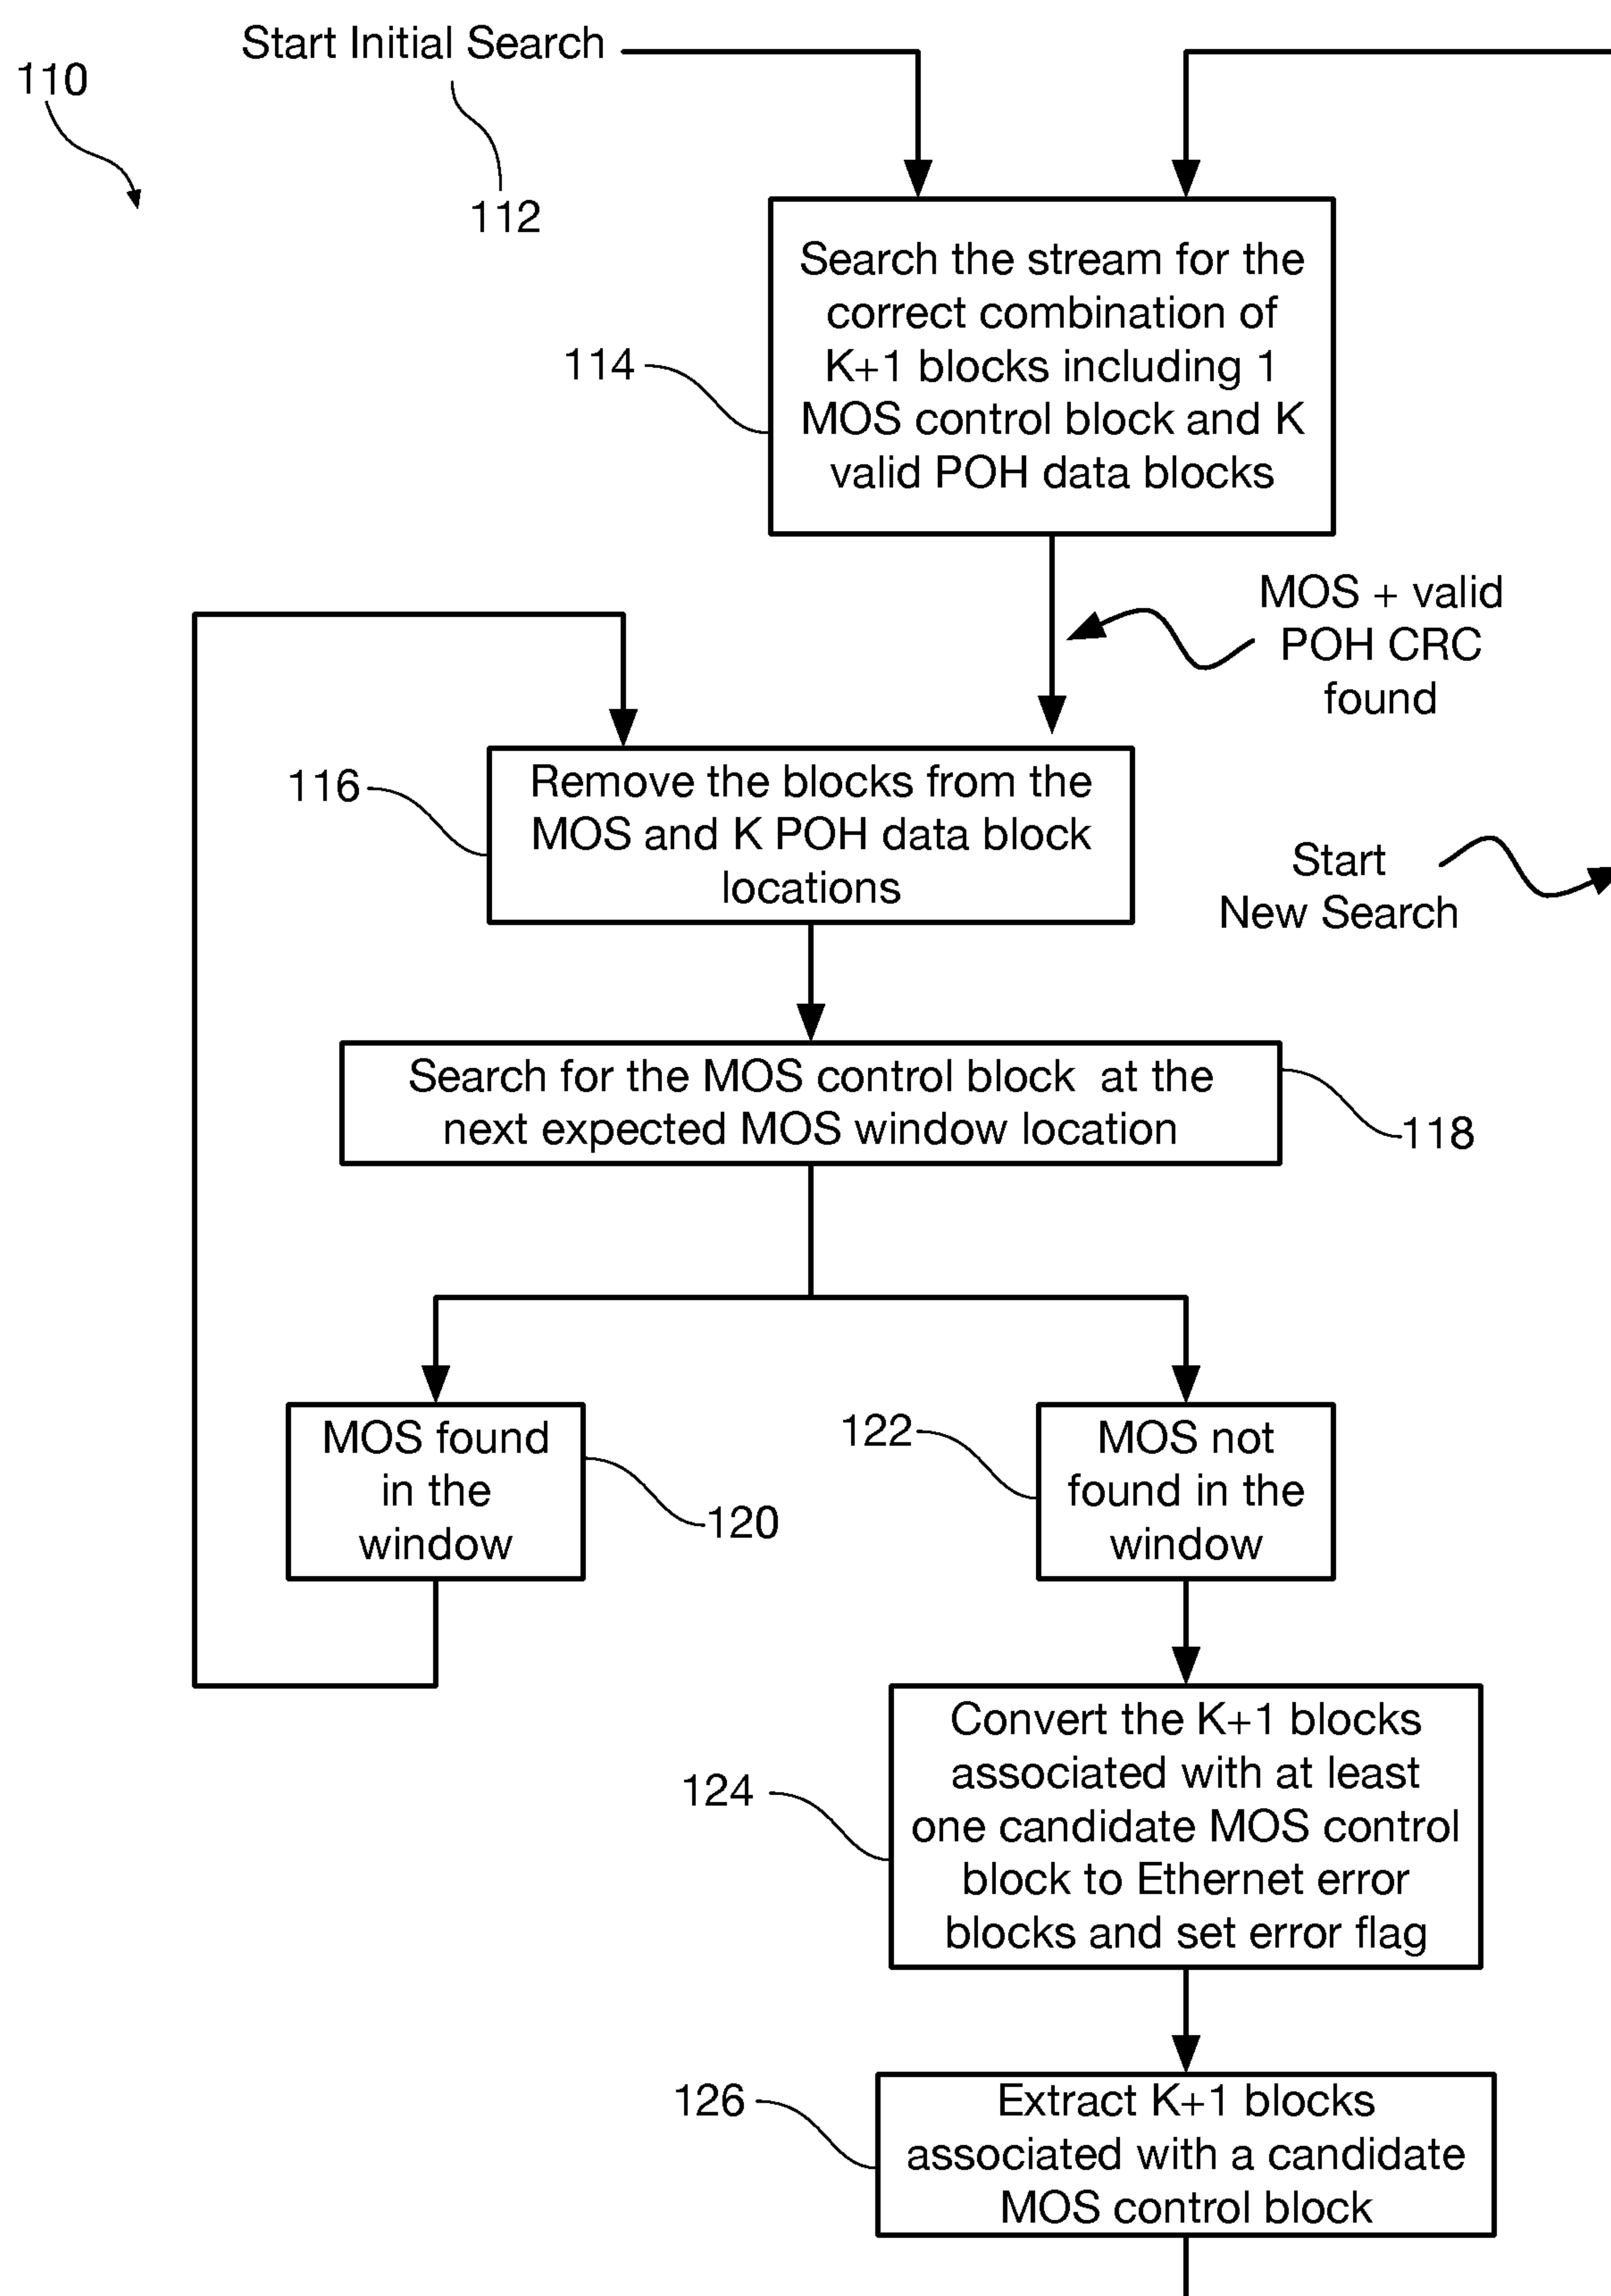 Start Initial Search
110
112
Search the stream for the
correct combination of
K+1 blocks including 1
MOS control block and K
valid POH data blocks
114
MOS + valid
POH CRC
found
116
Remove the blocks from the
MOS and K POH data block
locations
Start
New Search
Search for the MOS control block at the
next expected MOS window location
118
MOS found
in the
window
120
122
MOS not
found in the
window
124
Convert the K+1 blocks
associated with at least
one candidate MOS control
block to Ethernet error
blocks and set error flag
126
Extract K+1 blocks
associated with a candidate
MOS control block